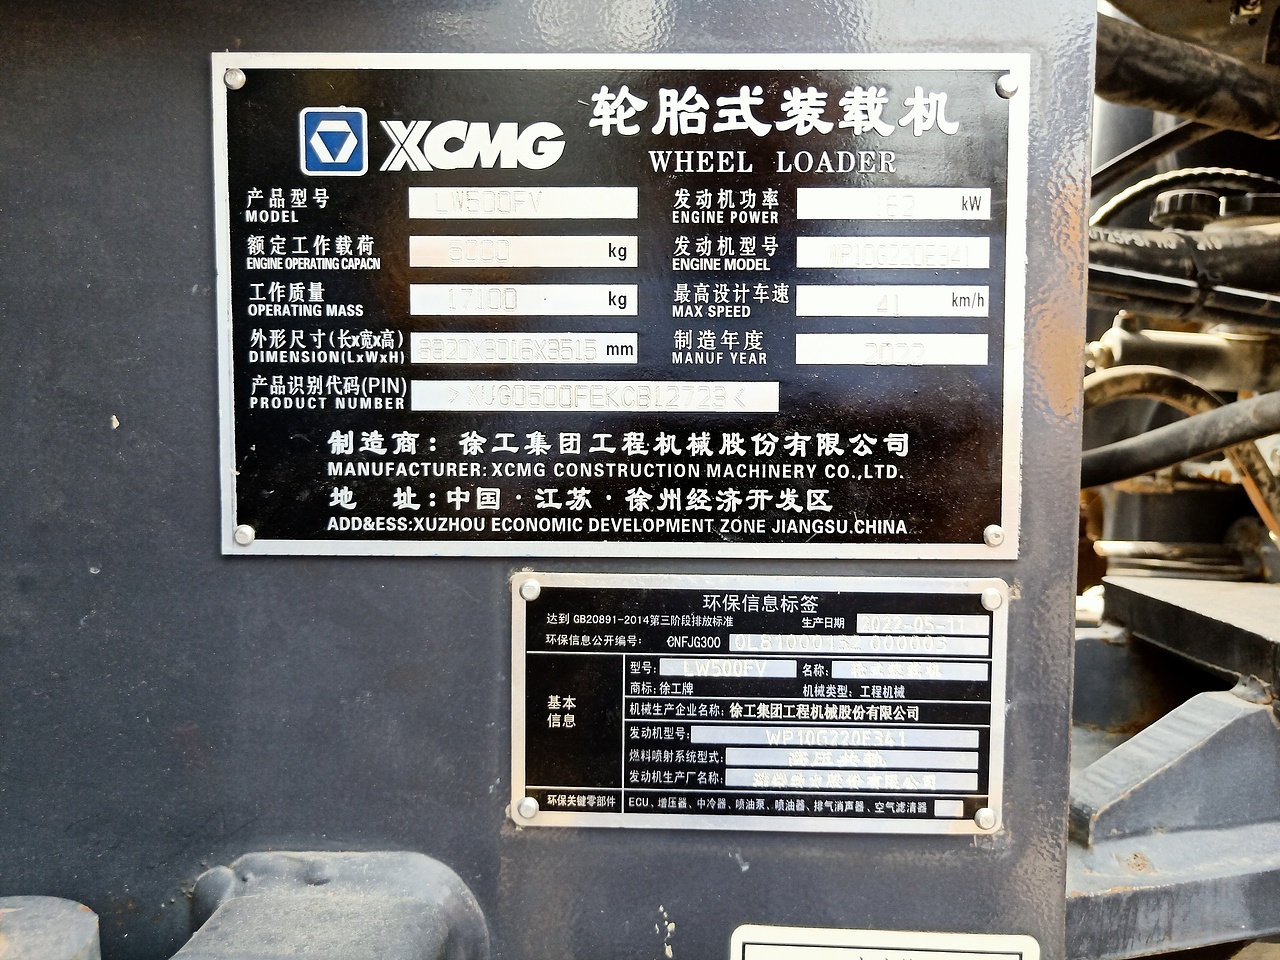 XCMG 轮胎式装载机
WHEEL LOADER
产品型号 LW500FV 发动机功率 162 kW
MODEL ENGINE POWER
额定工作载荷 5000 kg 发动机型号 WP10G220E341
ENGINE OPERATING CAPACN ENGINE MODEL
工作质量 17100 kg 最高设计车速 41 km/h
OPERATING MASS MAX SPEED
外形尺寸(长x宽x高) mm 制造年度 2022
DIMENSION(LxWxH) MANUF YEAR
产品识别代码(PIN)
PRODUCT NUMBER
制造商：徐工集团工程机械股份有限公司
MANUFACTURER: XCMG CONSTRUCTION MACHINERY CO.,LTD.
地 址：中国·江苏·徐州经济开发区
ADD&ESS:XUZHOU ECONOMIC DEVELOPMENT ZONE JIANGSU.CHINA
环保信息标签
达到 GB20891-2014第三阶段排放标准 生产日期 2022-05-11
环保信息公开编号：
基本信息
型号：LW500FV 名称：
商标：徐工牌 机械类型：工程机械
机械生产企业名称：徐工集团工程机械股份有限公司
发动机型号：WP10G220E341
燃料喷射系统型式：高压共轨
发动机生产厂名称：
环保关键零部件 ECU、增压器、中冷器、喷油泵、喷油器、排气消声器、空气滤清器